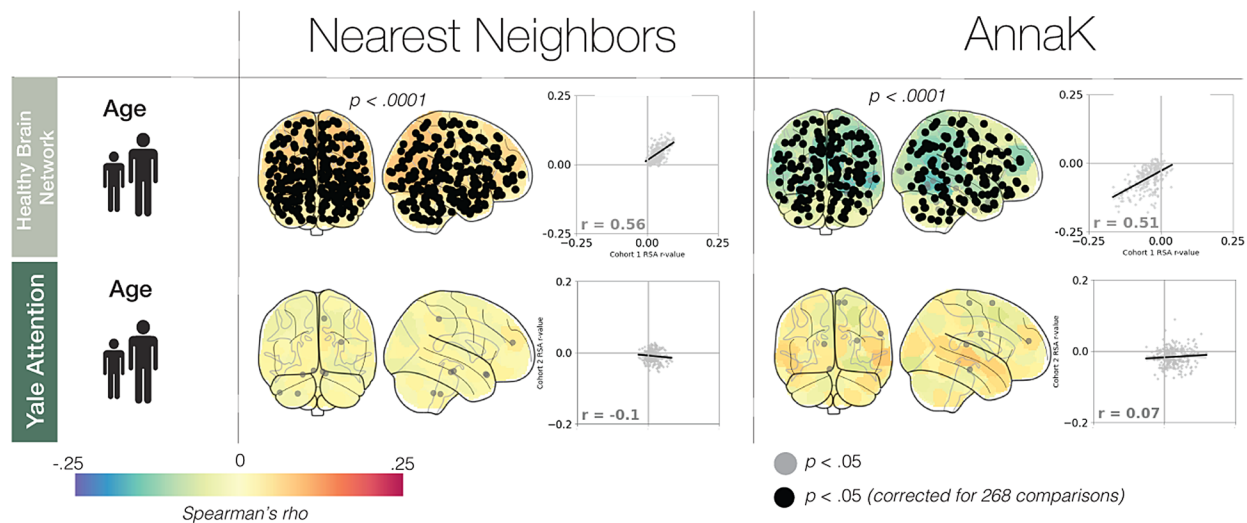 Nearest Neighbors
AnnaK
Healthy Brain
Network
Age
p < .0001
0.25
0.00
-0.25
r = 0.56
-0.25
0.00
0.25
Cohort 1 RSA r-value
p < .0001
0.25
0.00
-0.25
r = 0.51
-0.25
0.00
0.25
Cohort 1 RSA r-value
Yale Attention
Age
Cohort 2 RSA r-value
0.2
0.0
-0.2
r = -0.1
Cohort 2 RSA r-value
0.2
0.0
-0.2
r = 0.07
-.25
0
.25
Spearman's rho
p < .05
p < .05 (corrected for 268 comparisons)